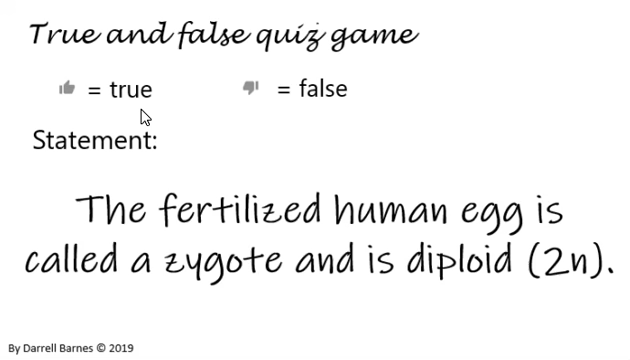 True and false quiz game
= true = false
Statement:
The fertilized human egg is
called a zygote and is diploid (2n).
By Darrell Barnes © 2019